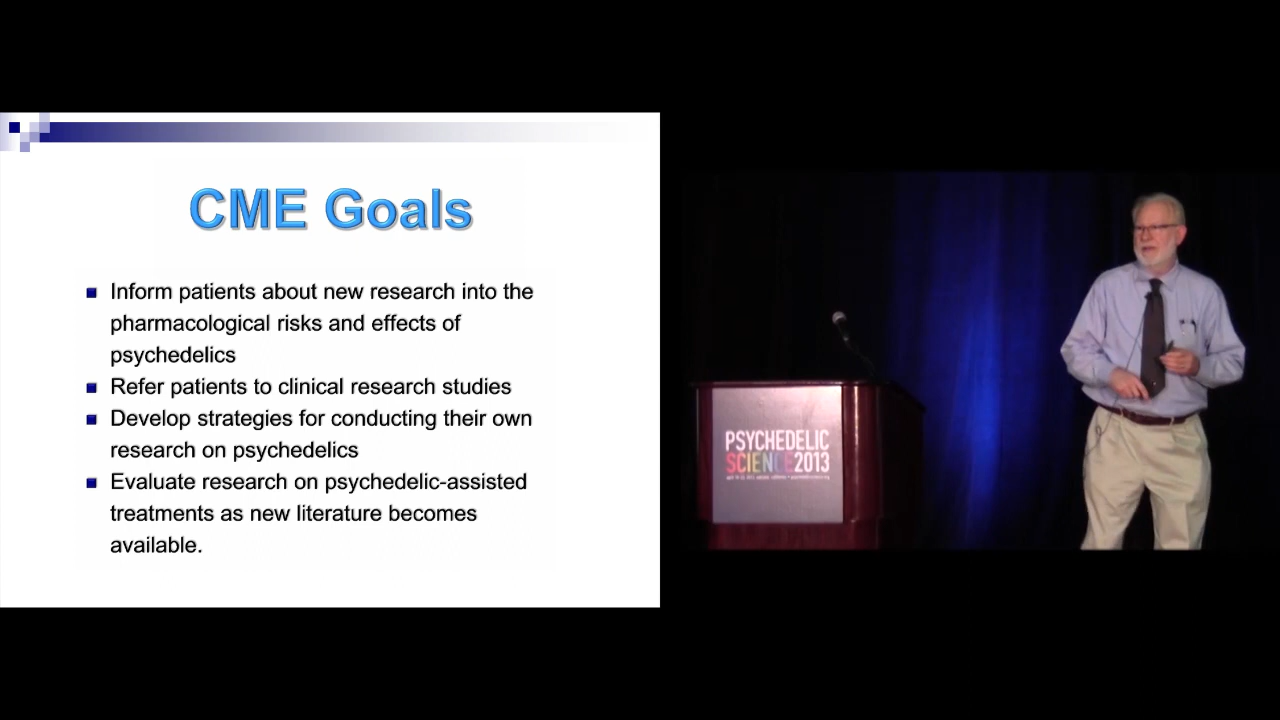 CME Goals
Inform patients about new research into the
pharmacological risks and effects of
psychedelics
Refer patients to clinical research studies
Develop strategies for conducting their own
research on psychedelics
Evaluate research on psychedelic-assisted
treatments as new literature becomes
available.
PSYCHEDELIC
SCIENCE2013